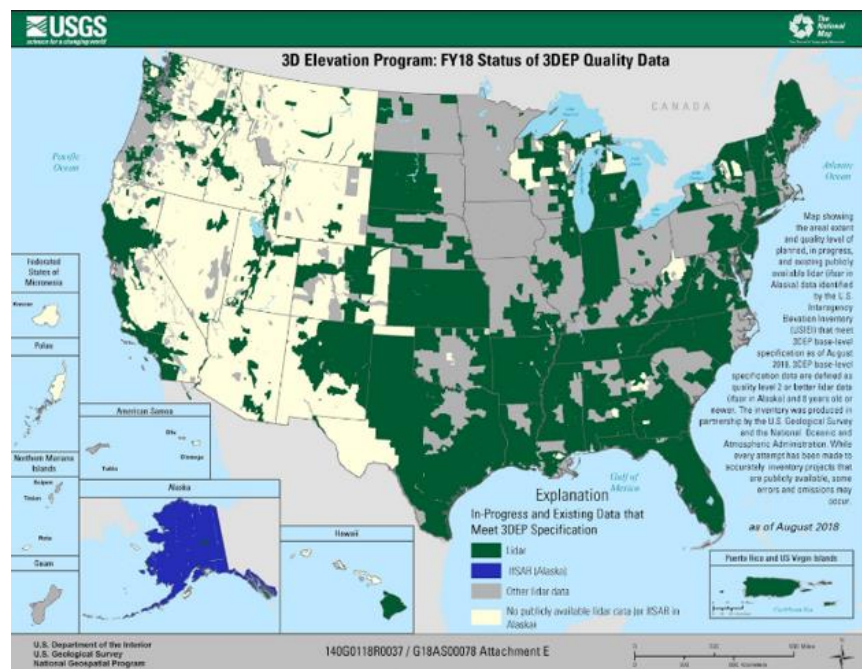 USGS
science for a changing world
The
National
Map
3D Elevation Program: FY18 Status of 3DEP Quality Data
CANADA
Pacific
Ocean
Atlantic
Ocean
Map showing
the areal extent
and quality level of
planned, in progress,
and existing publicly
available lidar (ifsar in
Alaska) data identified
by the U.S.
Interagency
Elevation Inventory
(USIEI) that meet
3DEP base-level
specification as of August
2018. 3DEP base-level
specification data are defined as
quality level 2 or better lidar data
(ifsar in Alaska) and 8 years old or
newer. The inventory was produced in
partnership by the U.S. Geological Survey
and the National Oceanic and
Atmospheric Administration. While
every attempt has been made to
accurately inventory projects that
are publicly available, some
errors and omissions may
occur.
as of August 2018
Federated
States of
Micronesia
Kosrae
Palau
American Samoa
Ofu
Olosega
Tutuila
Northern Mariana
Islands
Saipan
Tinian
Rota
Guam
Alaska
Hawaii
Gulf of
Mexico
Explanation
In-Progress and Existing Data that
Meet 3DEP Specification
Lidar
IfSAR (Alaska)
Other lidar data
No publicly available lidar data (or IfSAR in
Alaska)
Puerto Rico and US Virgin Islands
Caribbean Sea
U.S. Department of the Interior
U.S. Geological Survey
National Geospatial Program
140G0118R0037 / G18AS00078 Attachment E